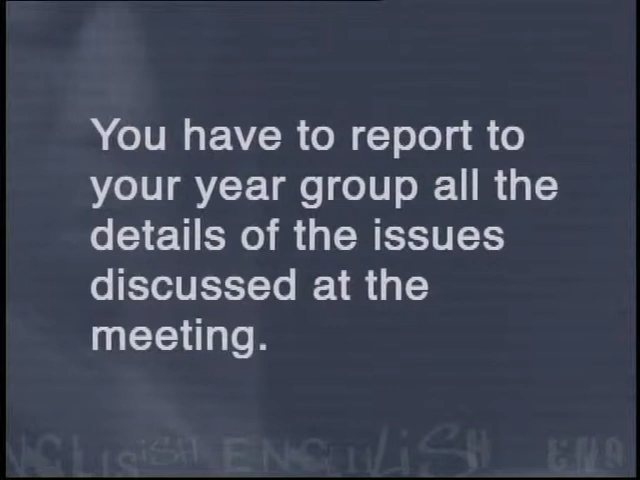 You have to report to
your year group all the
details of the issues
discussed at the
meeting.
ENGLISH